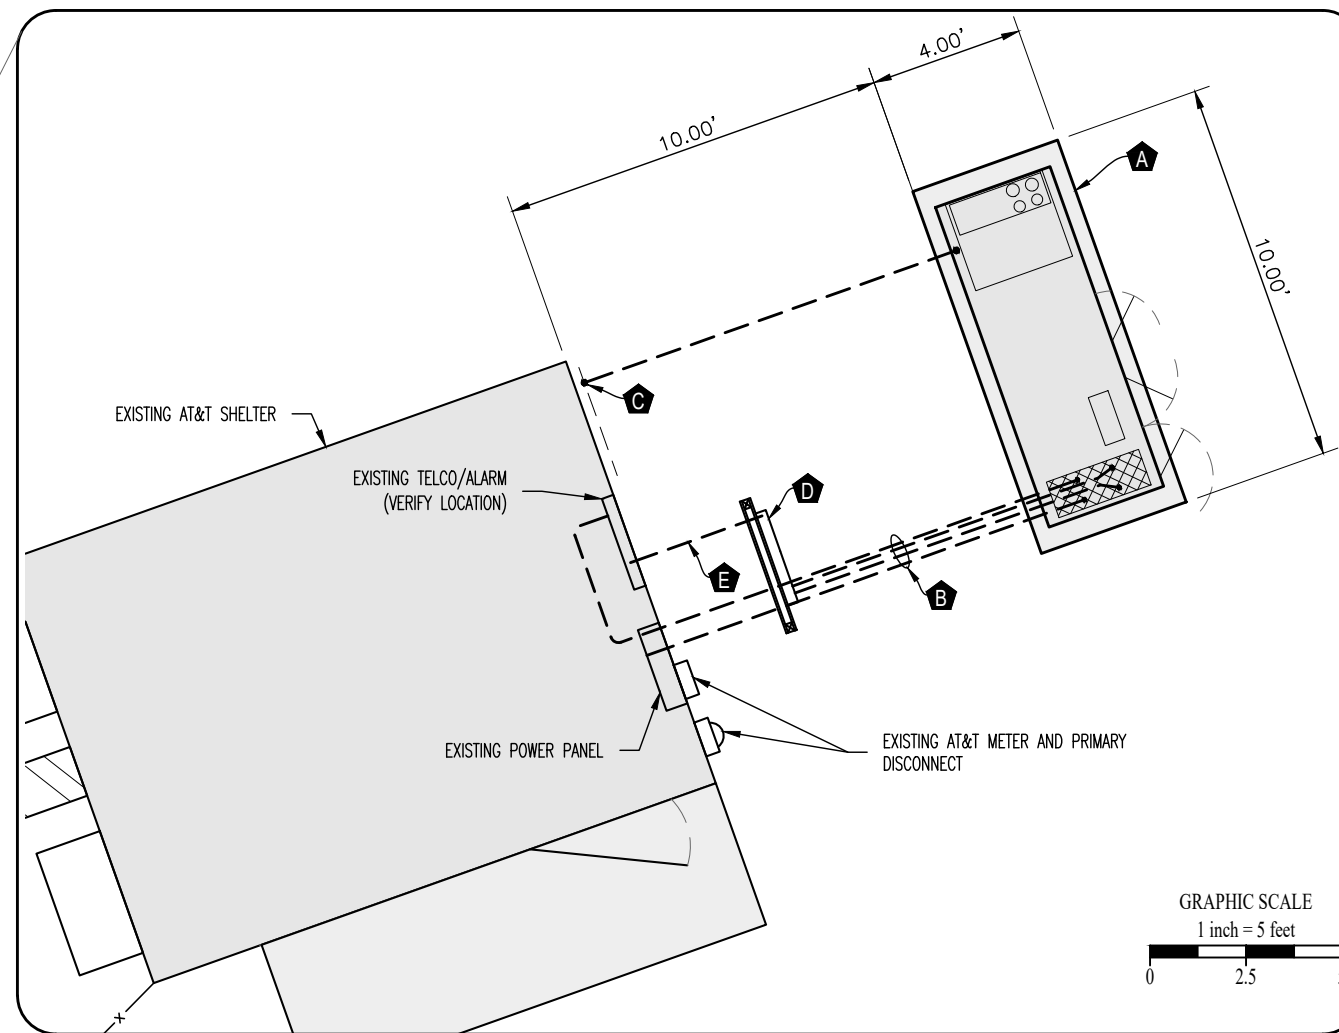 4.00'
10.00'
A
10.00'
C
EXISTING AT&T SHELTER
EXISTING TELCO/ALARM
(VERIFY LOCATION)
D
E
B
EXISTING POWER PANEL
EXISTING AT&T METER AND PRIMARY
DISCONNECT
GRAPHIC SCALE
1 inch = 5 feet
0 2.5
x